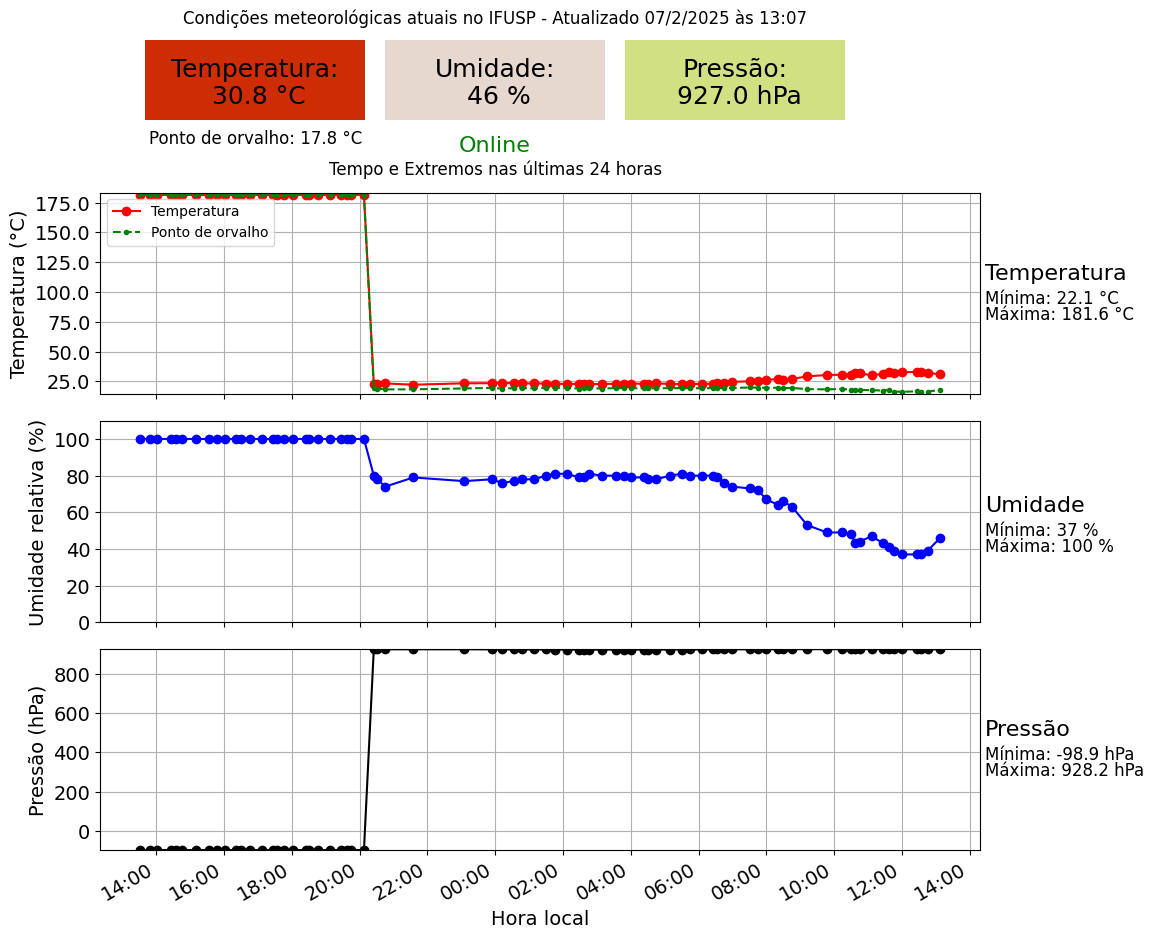 Condições meteorológicas atuais no IFUSP - Atualizado 07/2/2025 às 13:07
Temperatura:
30.8 °C
Umidade:
46 %
Pressão:
927.0 hPa
Ponto de orvalho: 17.8 °C
Online
Tempo e Extremos nas últimas 24 horas
Temperatura (°C)
175.0
150.0
125.0
100.0
75.0
50.0
25.0
Temperatura
Ponto de orvalho
Temperatura
Mínima: 22.1 °C
Máxima: 181.6 °C
Umidade relativa (%)
100
80
60
40
20
0
Umidade
Mínima: 37 %
Máxima: 100 %
Pressão (hPa)
800
600
400
200
0
Pressão
Mínima: -98.9 hPa
Máxima: 928.2 hPa
14:00 16:00 18:00 20:00 22:00 00:00 02:00 04:00 06:00 08:00 10:00 12:00 14:00
Hora local